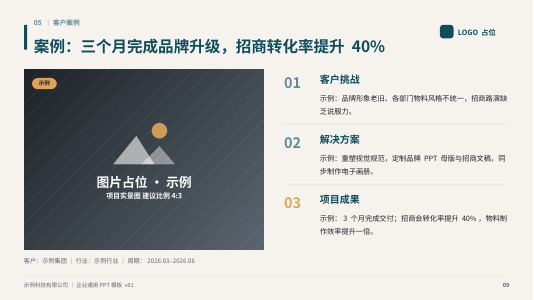 05 | 客户案例
案例：三个月完成品牌升级，招商转化率提升 40%
LOGO 占位
示例
图片占位 · 示例
项目实景图 建议比例 4:3
客户：示例集团 | 行业：示例行业 | 周期：2026.03–2026.06
01
客户挑战
示例：品牌形象老旧、各部门物料风格不统一，招商路演缺
乏说服力。
02
解决方案
示例：重塑视觉规范，定制品牌 PPT 母版与招商文稿，同
步制作电子画册。
03
项目成果
示例：3 个月完成交付；招商会转化率提升 40%，物料制
作效率提升一倍。
示例科技有限公司 | 企业通用 PPT 模板 v01
09